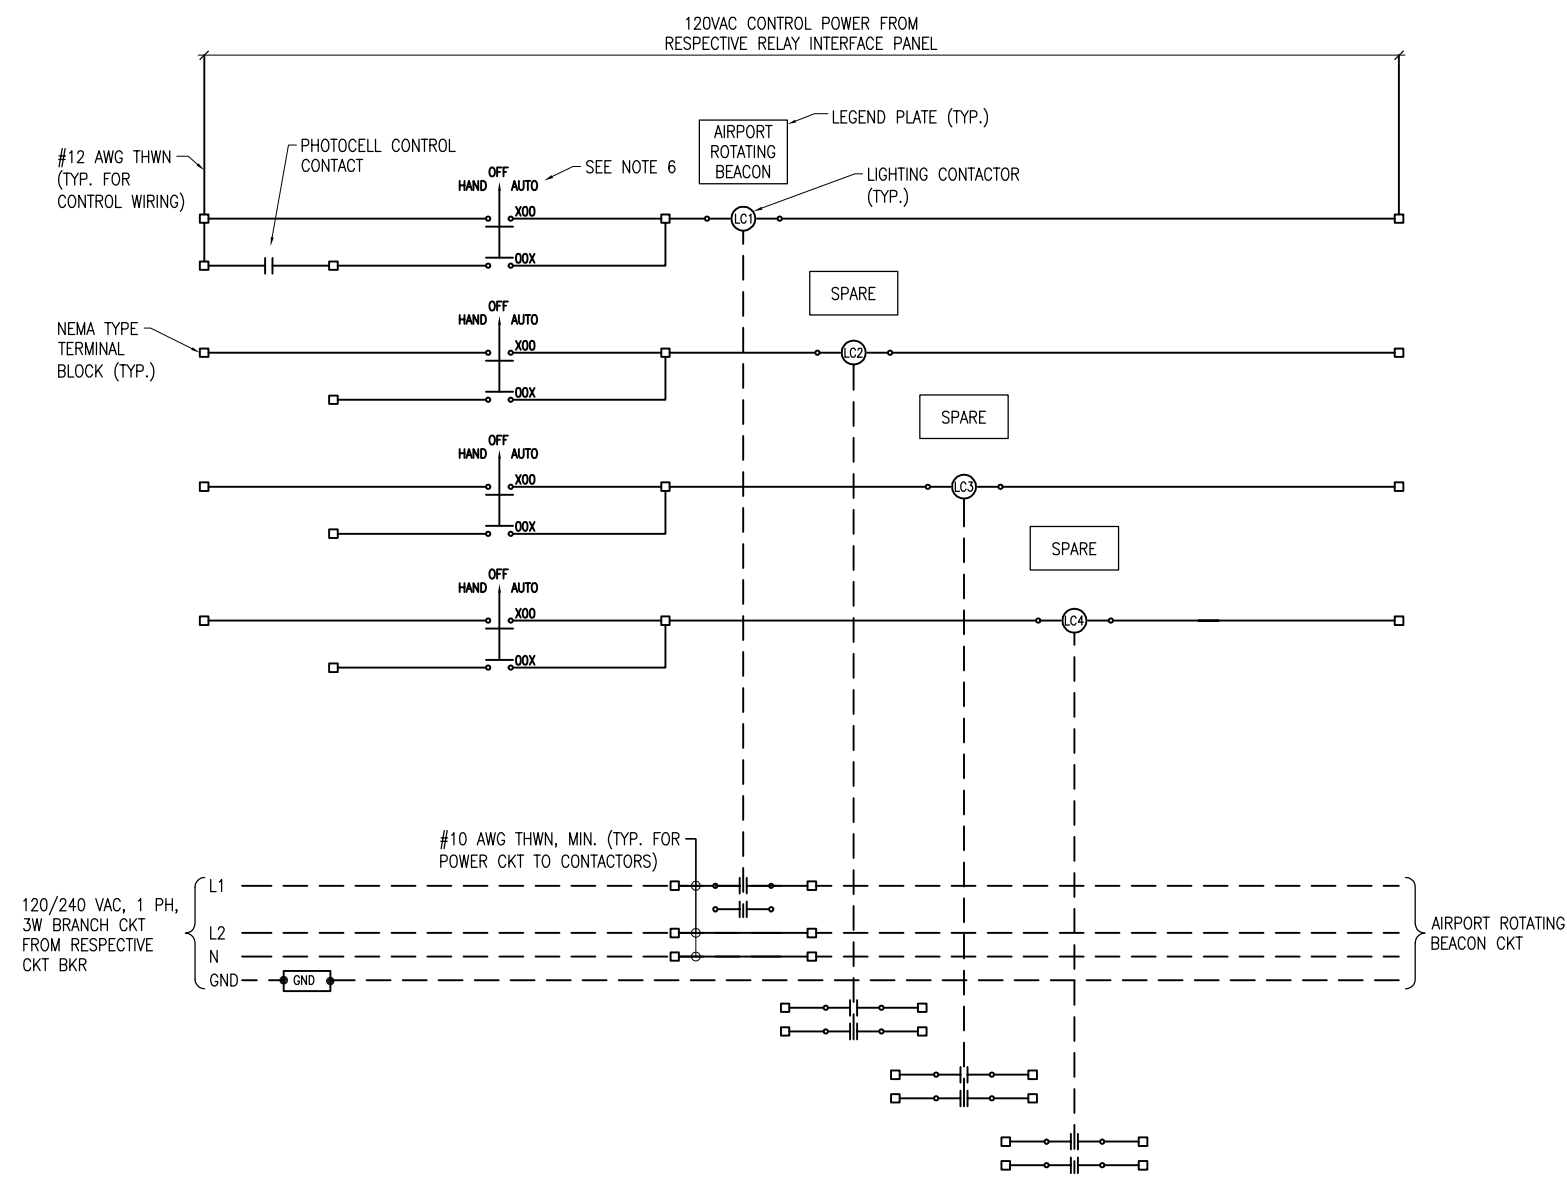 120VAC CONTROL POWER FROM
RESPECTIVE RELAY INTERFACE PANEL
LEGEND PLATE (TYP.)
AIRPORT
ROTATING
BEACON
PHOTOCELL CONTROL
CONTACT
#12 AWG THWN
(TYP. FOR
CONTROL WIRING)
SEE NOTE 6
LIGHTING CONTACTOR
(TYP.)
OFF
HAND AUTO
X00
LC1
00X
SPARE
NEMA TYPE
TERMINAL
BLOCK (TYP.)
OFF
HAND AUTO
X00
LC2
00X
SPARE
OFF
HAND AUTO
X00
LC3
00X
SPARE
OFF
HAND AUTO
X00
LC4
00X
#10 AWG THWN, MIN. (TYP. FOR
POWER CKT TO CONTACTORS)
120/240 VAC, 1 PH,
3W BRANCH CKT
FROM RESPECTIVE
CKT BKR
L1
L2
N
GND
GND
AIRPORT ROTATING
BEACON CKT